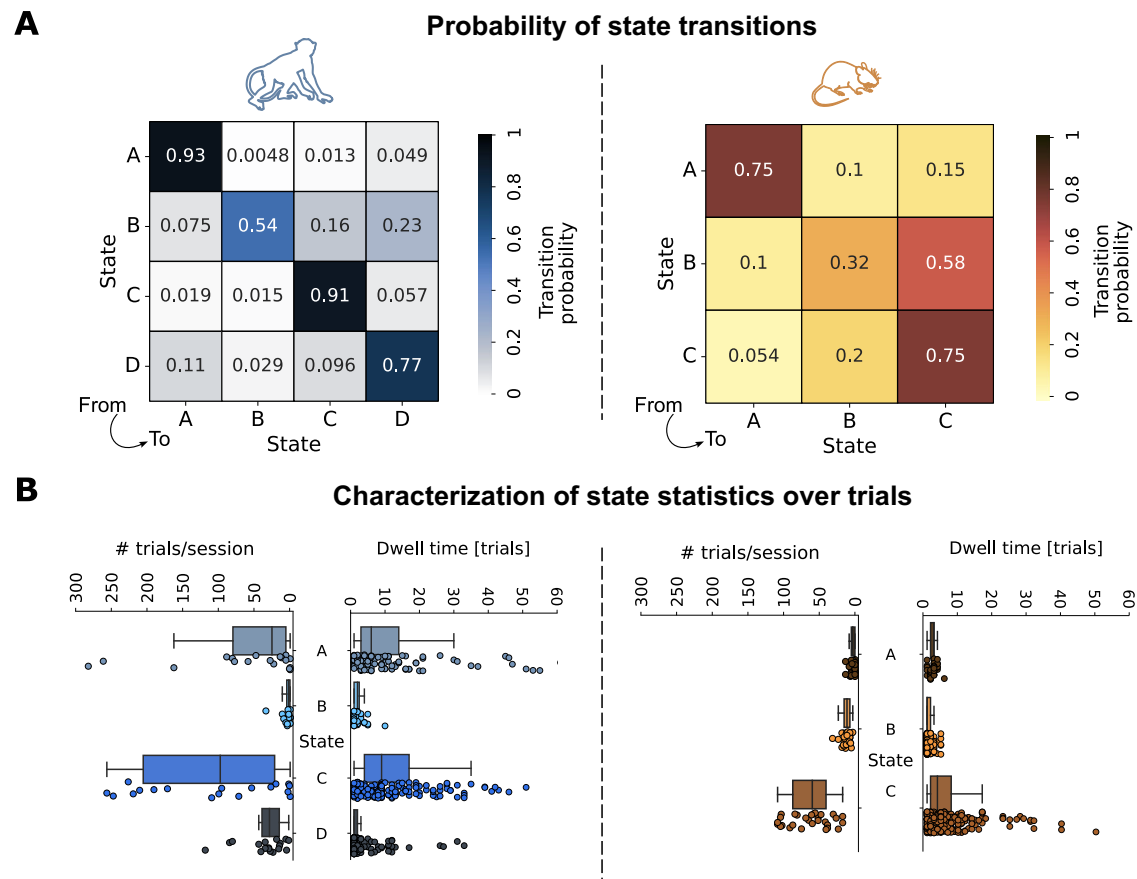 A
Probability of state transitions
A 0.93 0.0048 0.013 0.049
B 0.075 0.54 0.16 0.23
C 0.019 0.015 0.91 0.057
D 0.11 0.029 0.096 0.77
State
A B C D
State
From
To
0 0.2 0.4 0.6 0.8 1
Transition
probability
A 0.75 0.1 0.15
B 0.1 0.32 0.58
C 0.054 0.2 0.75
State
A B C
State
From
To
0 0.2 0.4 0.6 0.8 1
Transition
probability
B
Characterization of state statistics over trials
# trials/session
300 250 200 150 100 50 0
Dwell time [trials]
0 10 20 30 40 50 60
A
B
State
C
D
# trials/session
300 250 200 150 100 50 0
Dwell time [trials]
0 10 20 30 40 50 60
A
B
State
C